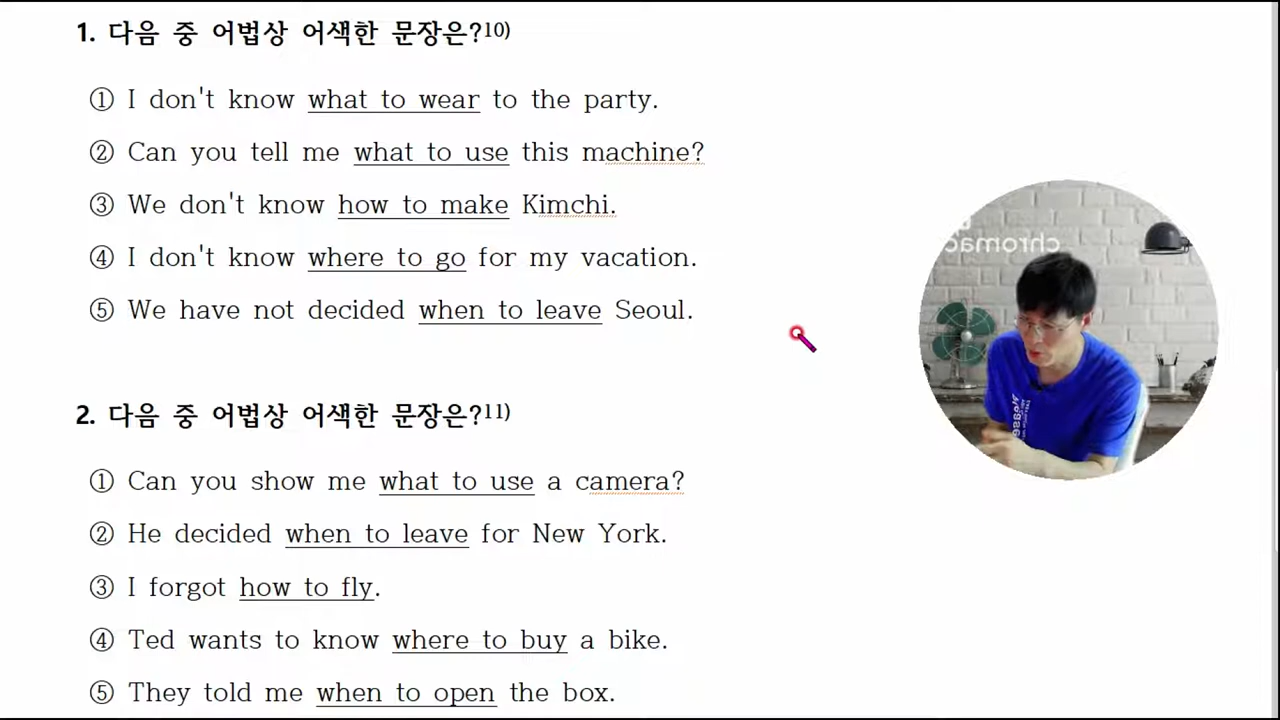 1. 다음 중 어법상 어색한 문장은?10)
① I don't know what to wear to the party.
② Can you tell me what to use this machine?
③ We don't know how to make Kimchi.
④ I don't know where to go for my vacation.
⑤ We have not decided when to leave Seoul.
2. 다음 중 어법상 어색한 문장은?11)
① Can you show me what to use a camera?
② He decided when to leave for New York.
③ I forgot how to fly.
④ Ted wants to know where to buy a bike.
⑤ They told me when to open the box.